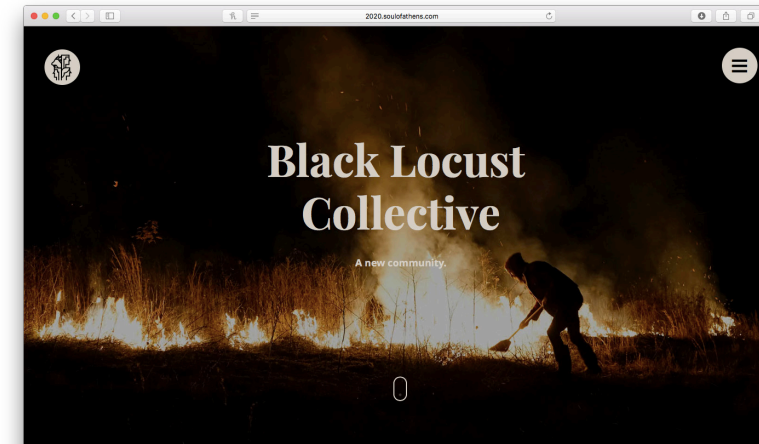 2020.soulofathens.com
Black Locust
Collective
A new community.